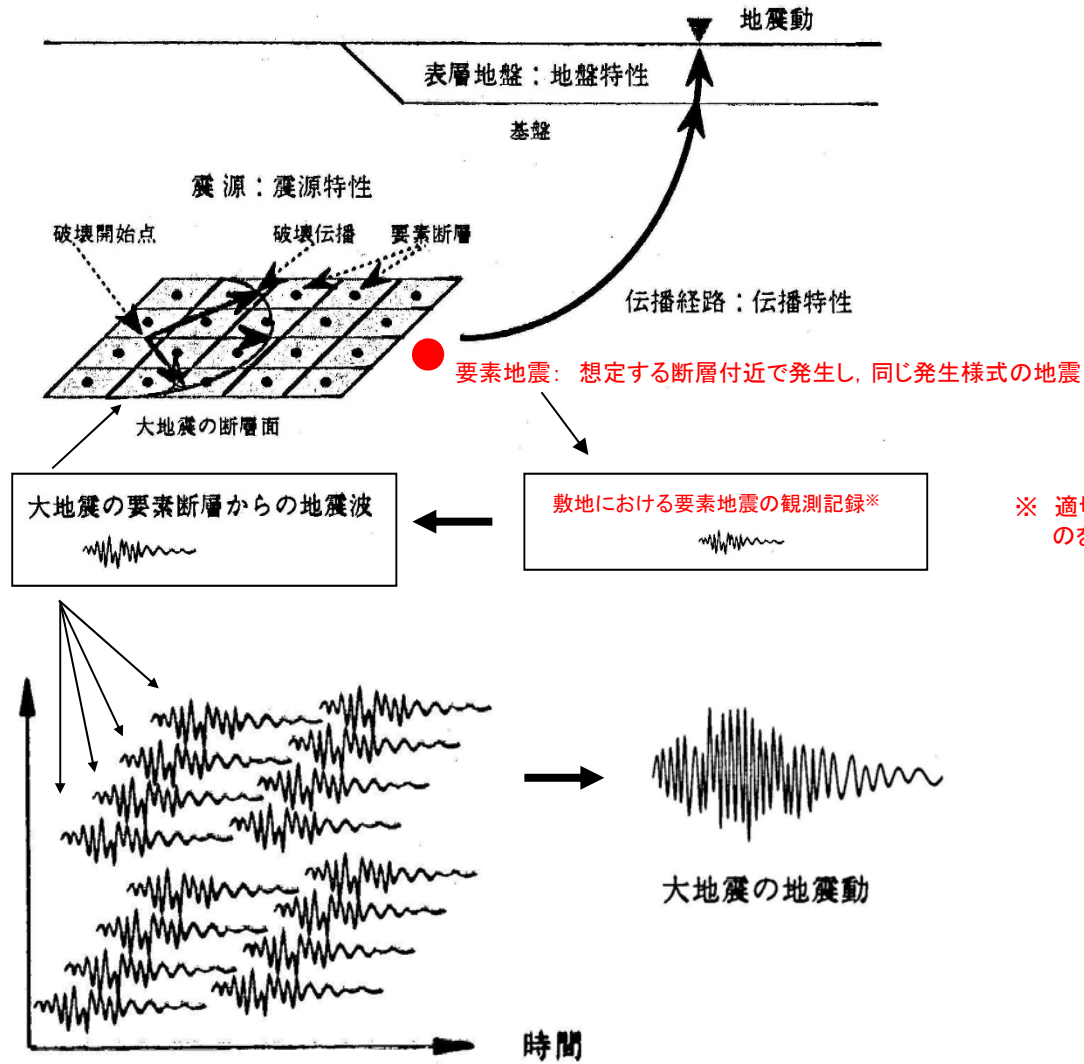 地震動
表層地盤：地盤特性
基盤
震源：震源特性
破壊開始点 破壊伝播 要素断層
伝播経路：伝播特性
要素地震： 想定する断層付近で発生し，同じ発生様式の地震
大地震の断層面
大地震の要素断層からの地震波
敷地における要素地震の観測記録※
※ 適
のを
大地震の地震動
時間